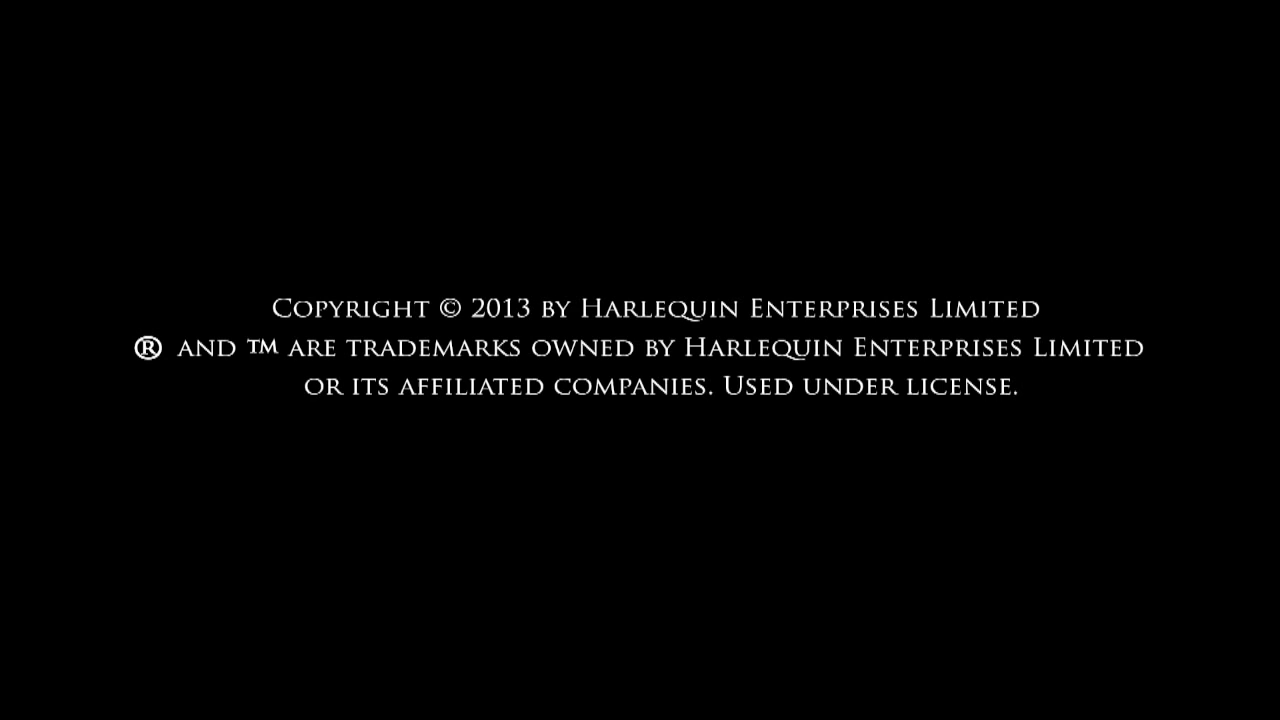 Copyright © 2013 by Harlequin Enterprises Limited
® and ™ are trademarks owned by Harlequin Enterprises Limited
or its affiliated companies. Used under license.